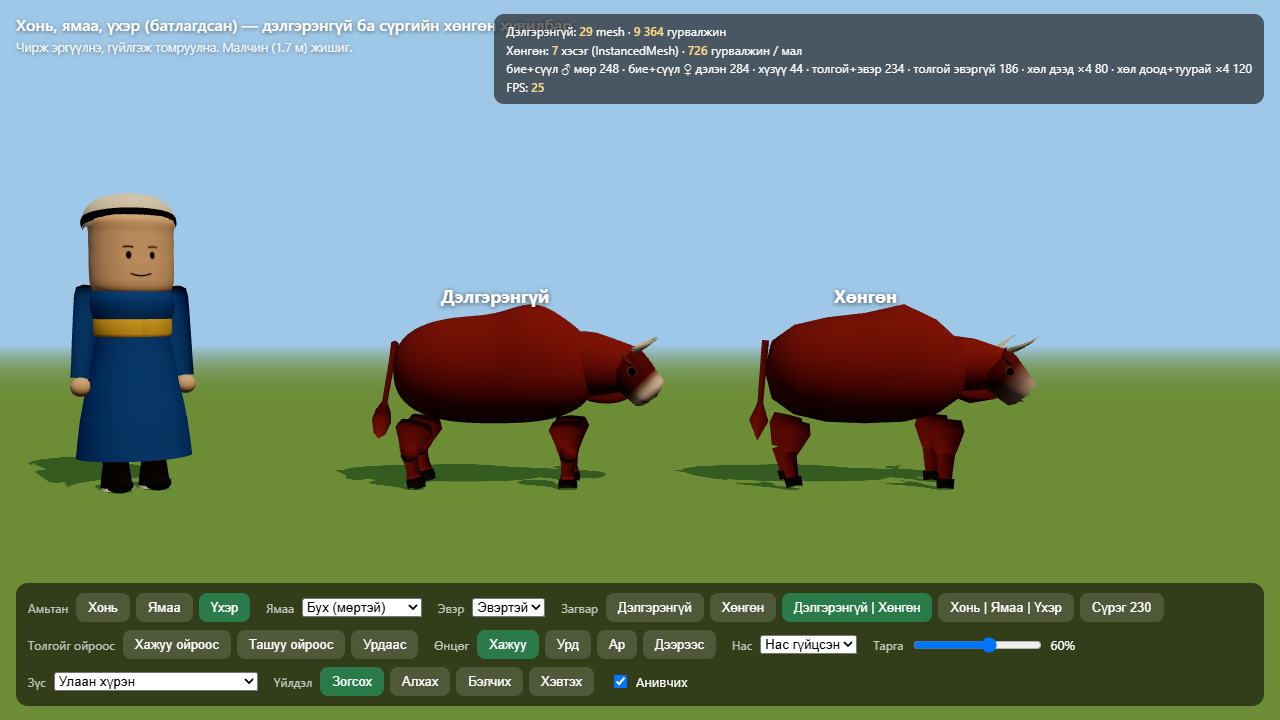 Хонь, ямаа, үхэр (батлагдсан) — дэлгэрэнгүй ба сүргийн хөнгөн хувилбар
Чирж эргүүлнэ, гүйлгэж томруулна. Малчин (1.7 м) жишиг.
Дэлгэрэнгүй: 29 mesh · 9 364 гурвалжин
Хөнгөн: 7 хэсэг (InstancedMesh) · 726 гурвалжин / мал
бие+сүүл ♂ мөр 248 · бие+сүүл ♀ дэлэн 284 · хүзүү 44 · толгой+эвэр 234 · толгой эвэргүй 186 · хөл дээд ×4 80 · хөл доод+туурай ×4 120
FPS: 25
Дэлгэрэнгүй
Хөнгөн
Амьтан Хонь Ямаа Үхэр Ямаа Бух (мөртэй) Эвэр Эвэртэй Загвар Дэлгэрэнгүй Хөнгөн Дэлгэрэнгүй | Хөнгөн Хонь | Ямаа | Үхэр Сүрэг 230
Толгойг ойроос Хажуу ойроос Ташуу ойроос Урдаас Өнцөг Хажуу Урд Ар Дээрээс Нас Нас гүйцсэн Тарга 60%
Зүс Улаан хүрэн Үйлдэл Зогсох Алхах Бэлчих Хэвтэх Анивчих